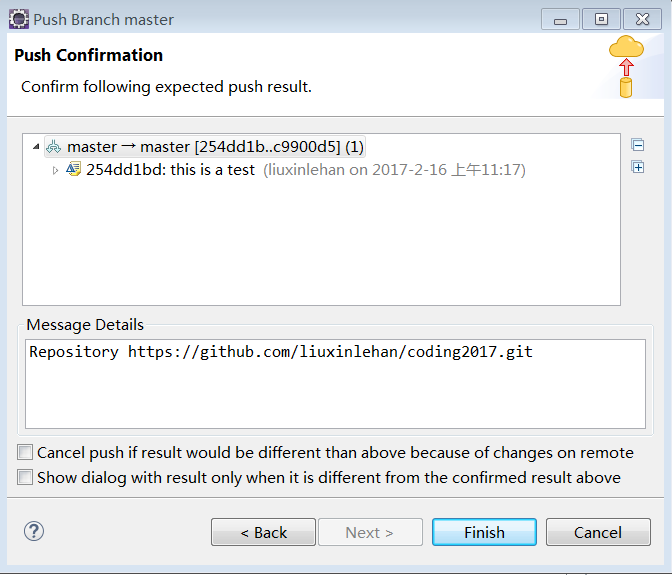 Push Branch master
Push Confirmation
Confirm following expected push result.
master → master [254dd1b..c9900d5] (1)
254dd1bd: this is a test (liuxinlehan on 2017-2-16 上午11:17)
Message Details
Repository https://github.com/liuxinlehan/coding2017.git
Cancel push if result would be different than above because of changes on remote
Show dialog with result only when it is different from the confirmed result above
? < Back Next > Finish Cancel